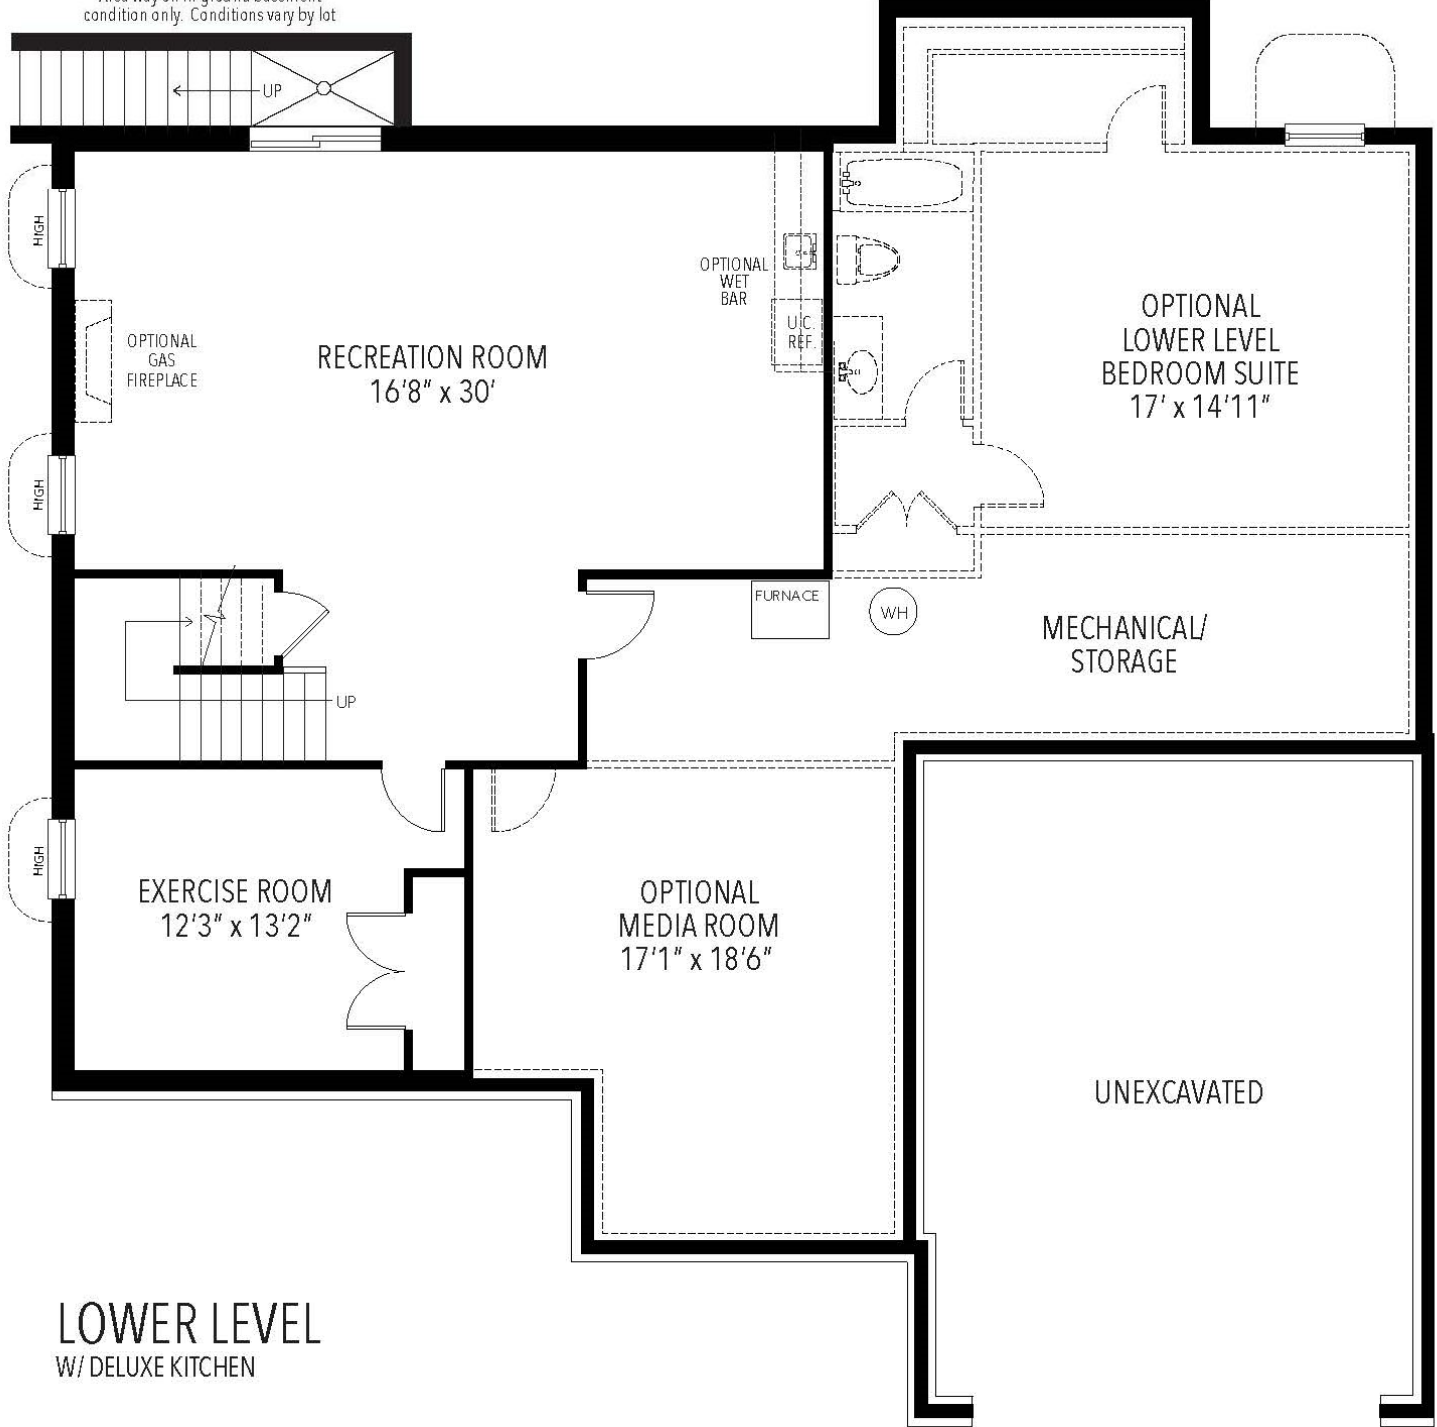 condition only. Conditions vary by lot
UP
HIGH
OPTIONAL
WET
BAR
U.C.
REF.
OPTIONAL
GAS
FIREPLACE
RECREATION ROOM
16'8" x 30'
OPTIONAL
LOWER LEVEL
BEDROOM SUITE
17' x 14'11"
HIGH
FURNACE
WH
MECHANICAL/
STORAGE
UP
HIGH
EXERCISE ROOM
12'3" x 13'2"
OPTIONAL
MEDIA ROOM
17'1" x 18'6"
UNEXCAVATED
LOWER LEVEL
W/ DELUXE KITCHEN